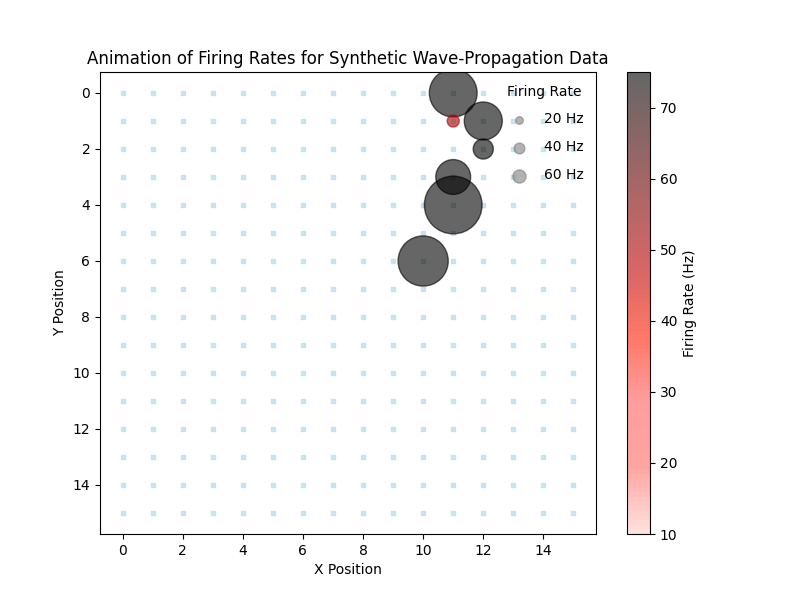 Animation of Firing Rates for Synthetic Wave-Propagation Data
Firing Rate
20 Hz
40 Hz
60 Hz
0
2
4
6
8
10
12
14
Y Position
0 2 4 6 8 10 12 14
X Position
70
60
50
40
30
20
10
Firing Rate (Hz)